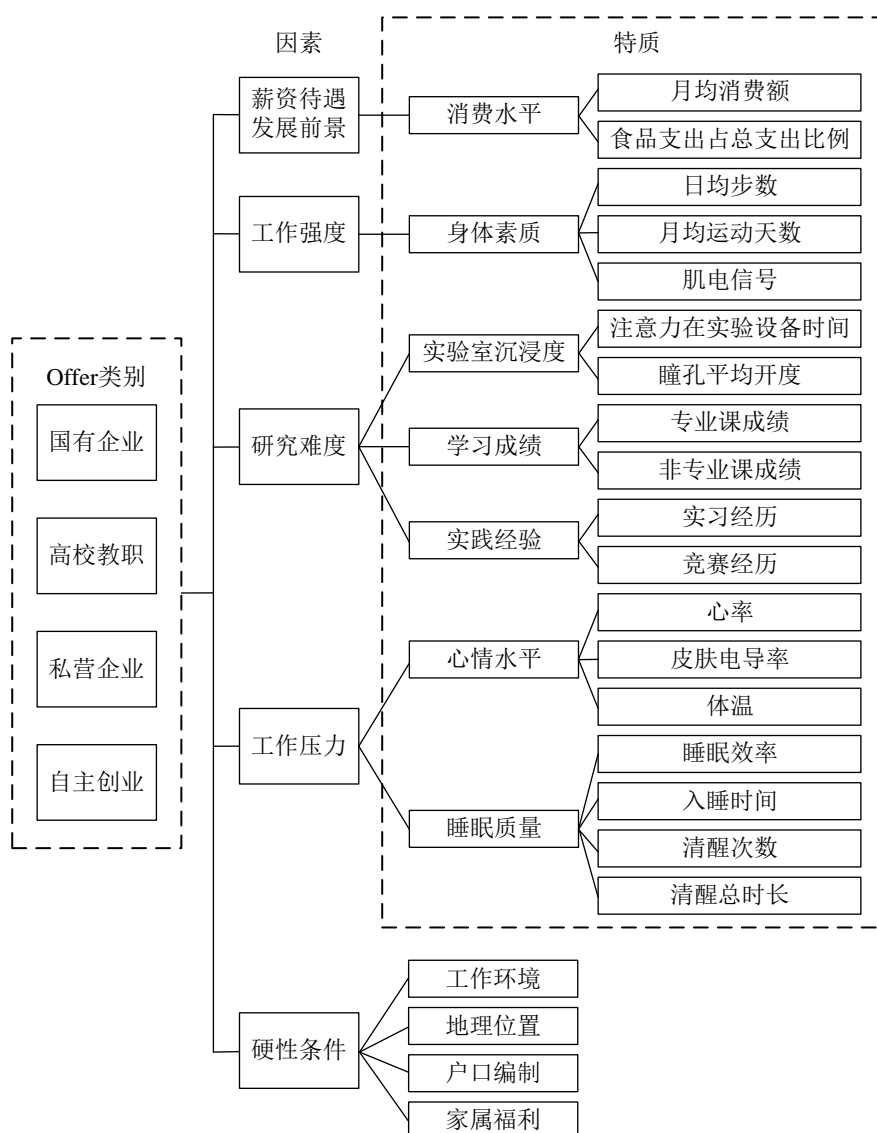 因素
特质
薪资待遇
发展前景
消费水平
月均消费额
食品支出占总支出比例
工作强度
身体素质
日均步数
月均运动天数
肌电信号
Offer类别
国有企业
高校教职
私营企业
自主创业
研究难度
实验室沉浸度
注意力在实验设备时间
瞳孔平均开度
学习成绩
专业课成绩
非专业课成绩
实践经验
实习经历
竞赛经历
工作压力
心情水平
心率
皮肤电导率
体温
睡眠质量
睡眠效率
入睡时间
清醒次数
清醒总时长
硬性条件
工作环境
地理位置
户口编制
家属福利